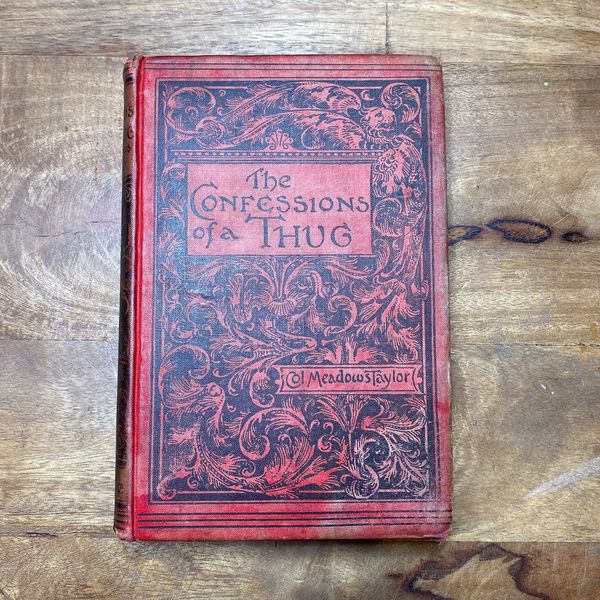 The
CONFESSIONS
of a THUG
Col. Meadows Taylor